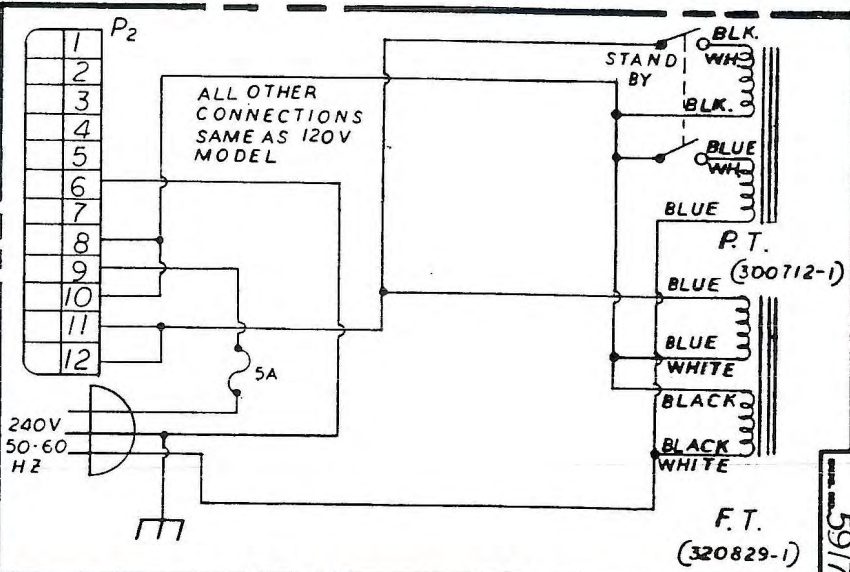 P2
1
2
3
4
5
6
7
8
9
10
11
12
ALL OTHER
CONNECTIONS
SAME AS 120V
MODEL
STAND
BY
BLK.
WH.
BLK.
BLUE
WH.
BLUE
P.T.
(300712-1)
BLUE
BLUE
WHITE
BLACK
BLACK
WHITE
F.T.
(320829-1)
5A
240V
50-60
HZ